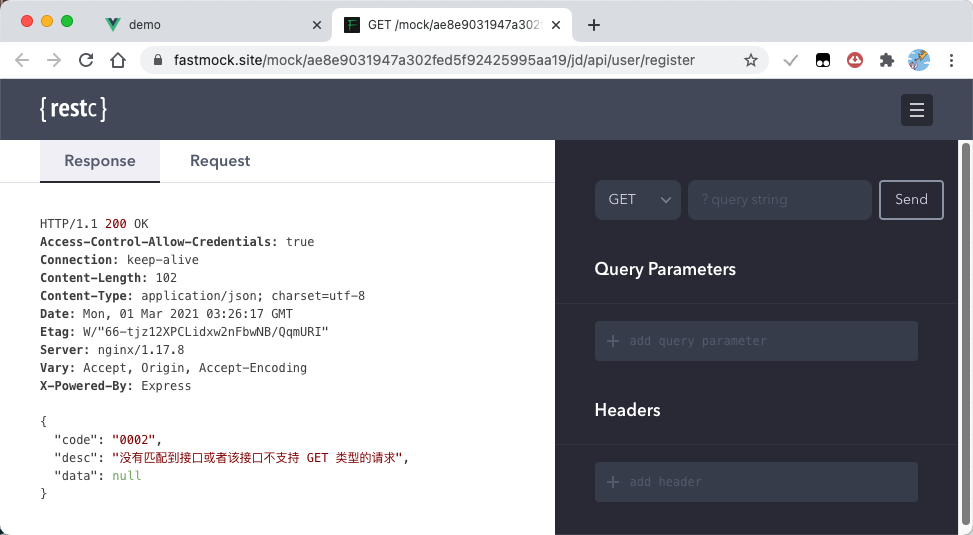 demo
GET /mock/ae8e9031947a302
fastmock.site/mock/ae8e9031947a302fed5f92425995aa19/jd/api/user/register
{restc}
Response Request
GET ? query string Send
HTTP/1.1 200 OK
Access-Control-Allow-Credentials: true
Connection: keep-alive
Content-Length: 102
Content-Type: application/json; charset=utf-8
Date: Mon, 01 Mar 2021 03:26:17 GMT
Etag: W/"66-tjz12XPCLidxw2nFbwNB/QqmURI"
Server: nginx/1.17.8
Vary: Accept, Origin, Accept-Encoding
X-Powered-By: Express
{
"code": "0002",
"desc": "没有匹配到接口或者该接口不支持 GET 类型的请求",
"data": null
}
Query Parameters
+ add query parameter
Headers
+ add header